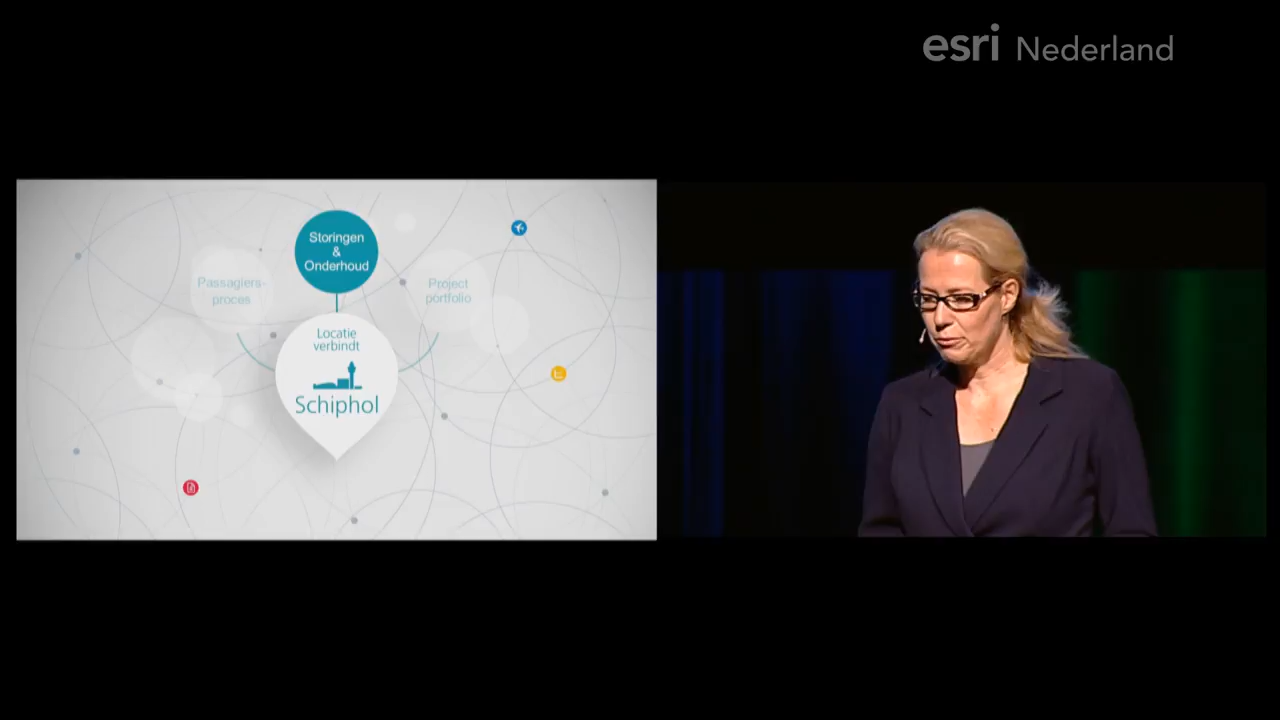 esri Nederland
Storingen
&
Onderhoud
Passagiers-
proces
Project
portfolio
Locatie
verbindt
Schiphol